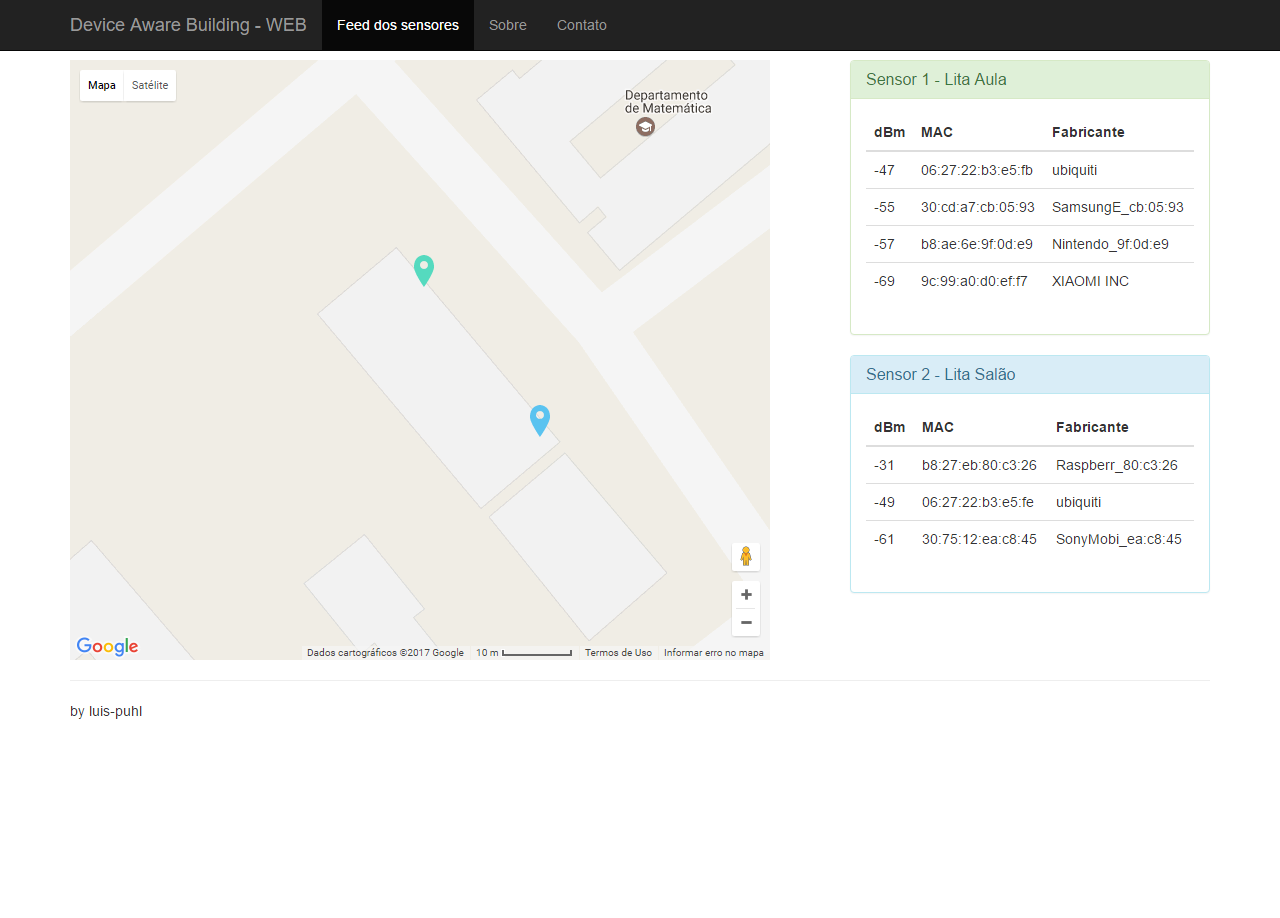 Device Aware Building - WEB Feed dos sensores Sobre Contato
Mapa Satélite
Departamento
de Matemática
Google
Dados cartográficos ©2017 Google 10 m Termos de Uso Informar erro no mapa
Sensor 1 - Lita Aula
dBm MAC Fabricante
-47 06:27:22:b3:e5:fb ubiquiti
-55 30:cd:a7:cb:05:93 SamsungE_cb:05:93
-57 b8:ae:6e:9f:0d:e9 Nintendo_9f:0d:e9
-69 9c:99:a0:d0:ef:f7 XIAOMI INC
Sensor 2 - Lita Salão
dBm MAC Fabricante
-31 b8:27:eb:80:c3:26 Raspberr_80:c3:26
-49 06:27:22:b3:e5:fe ubiquiti
-61 30:75:12:ea:c8:45 SonyMobi_ea:c8:45
by luis-puhl